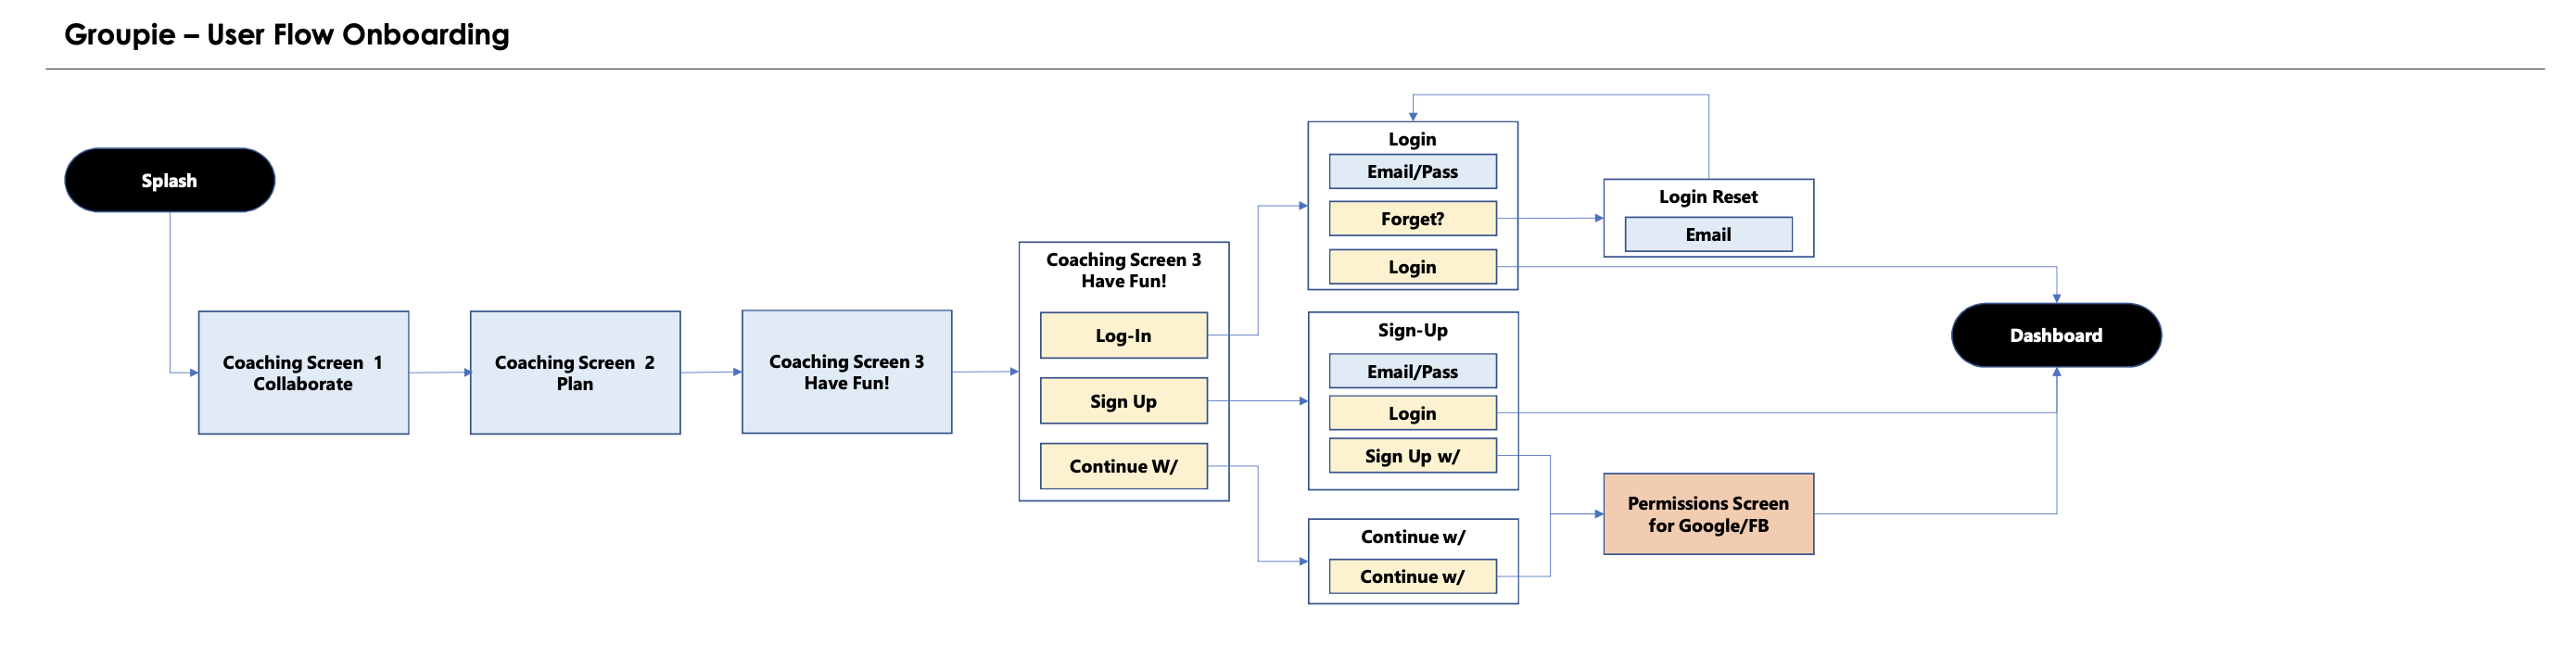 Groupie – User Flow Onboarding
Splash
Coaching Screen 1
Collaborate
Coaching Screen 2
Plan
Coaching Screen 3
Have Fun!
Coaching Screen 3
Have Fun!
Log-In
Sign Up
Continue W/
Login
Email/Pass
Forget?
Login
Login Reset
Email
Sign-Up
Email/Pass
Login
Sign Up w/
Continue w/
Continue w/
Permissions Screen
for Google/FB
Dashboard